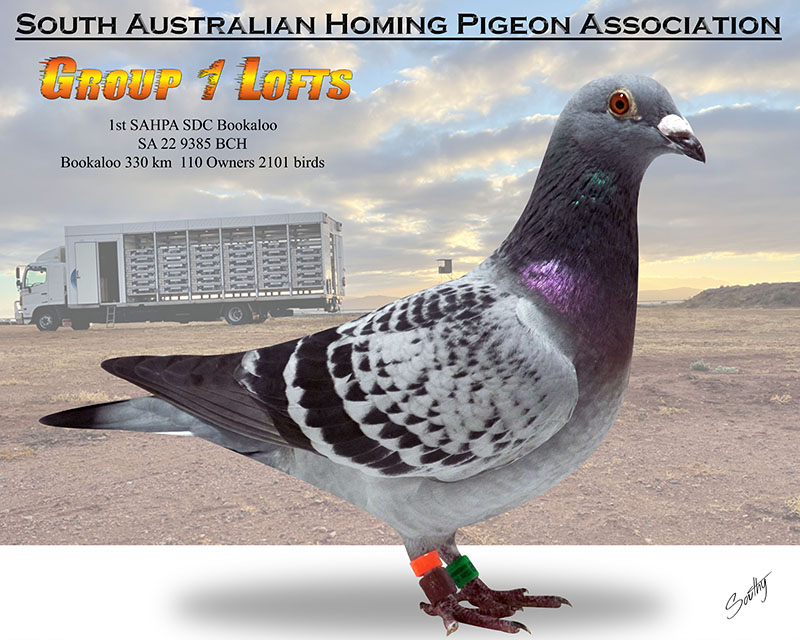 South Australian Homing Pigeon Association
Group 1 Lofts
1st SAHPA SDC Bookaloo
SA 22 9385 BCH
Bookaloo 330 km 110 Owners 2101 birds
Southy